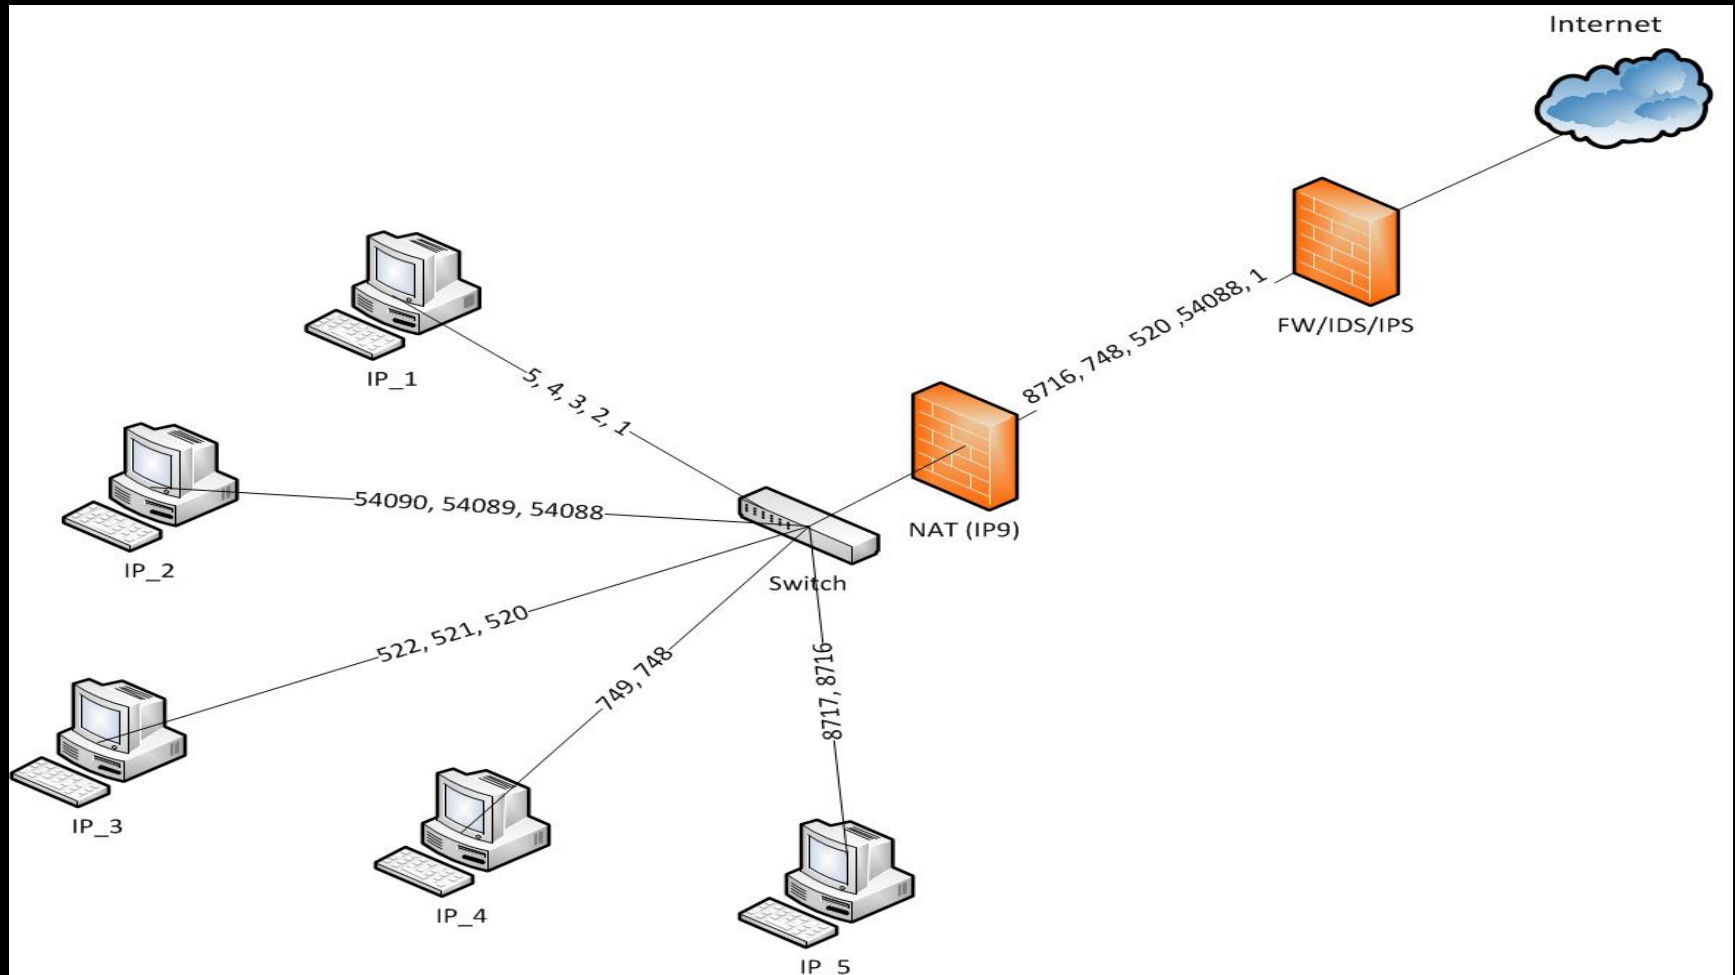 Internet
FW/IDS/IPS
8716, 748, 520 ,54088, 1
IP_1
5, 4, 3, 2, 1
NAT (IP9)
IP_2
54090, 54089, 54088
Switch
522, 521, 520
749, 748
8717, 8716
IP_3
IP_4
IP_5